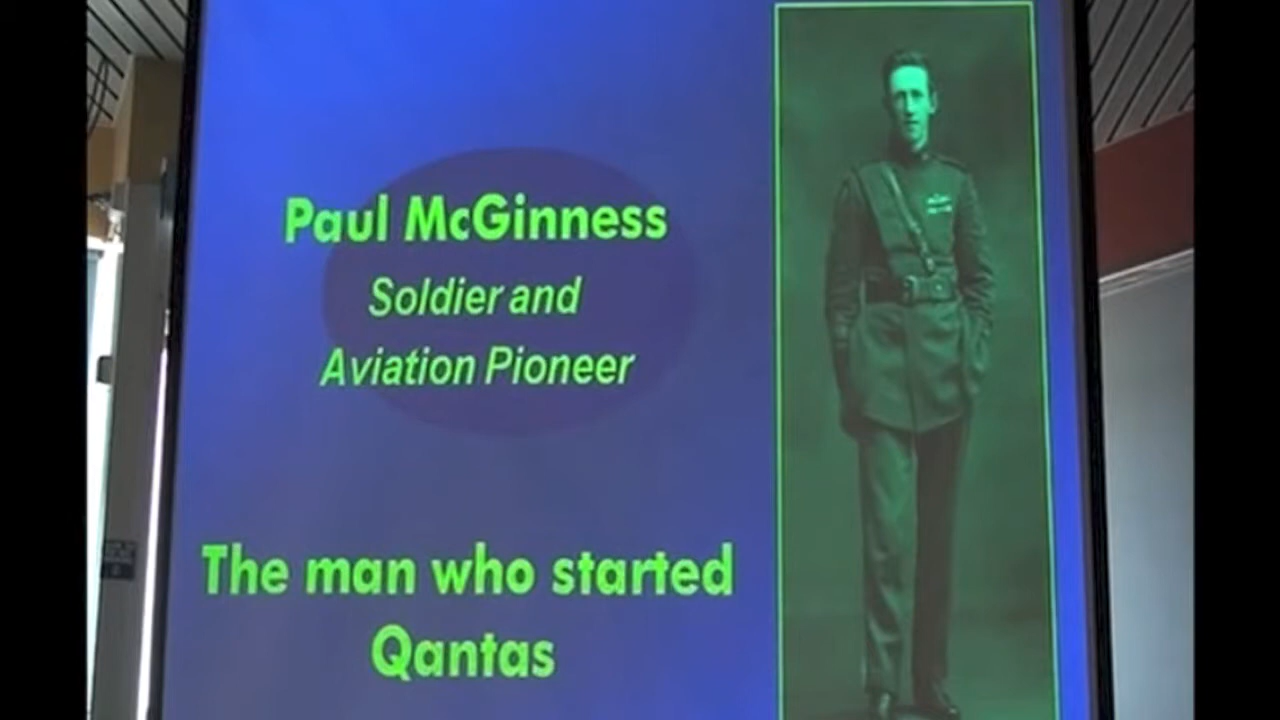 Paul McGinness
Soldier and
Aviation Pioneer
The man who started
Qantas